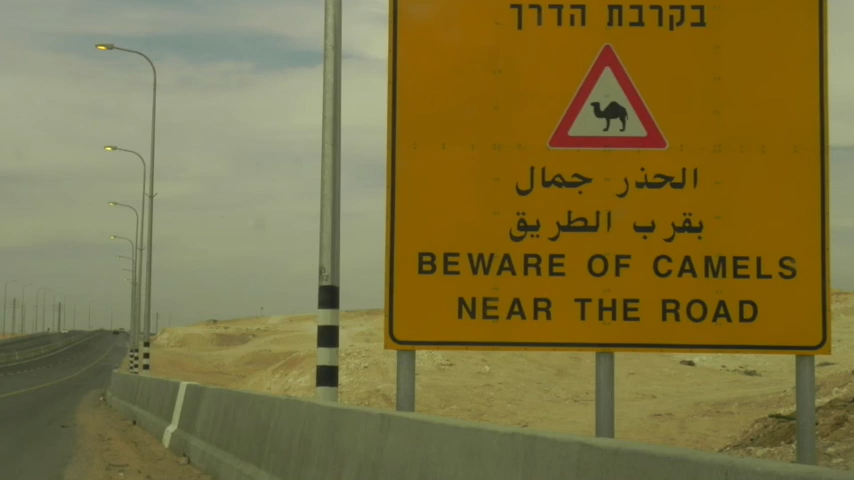 בקרבת הדרך
الحذر جمال
بقرب الطريق
BEWARE OF CAMELS
NEAR THE ROAD